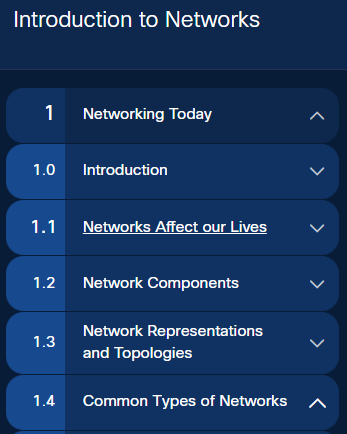 Introduction to Networks
1 Networking Today
1.0 Introduction
1.1 Networks Affect our Lives
1.2 Network Components
1.3 Network Representations
and Topologies
1.4 Common Types of Networks